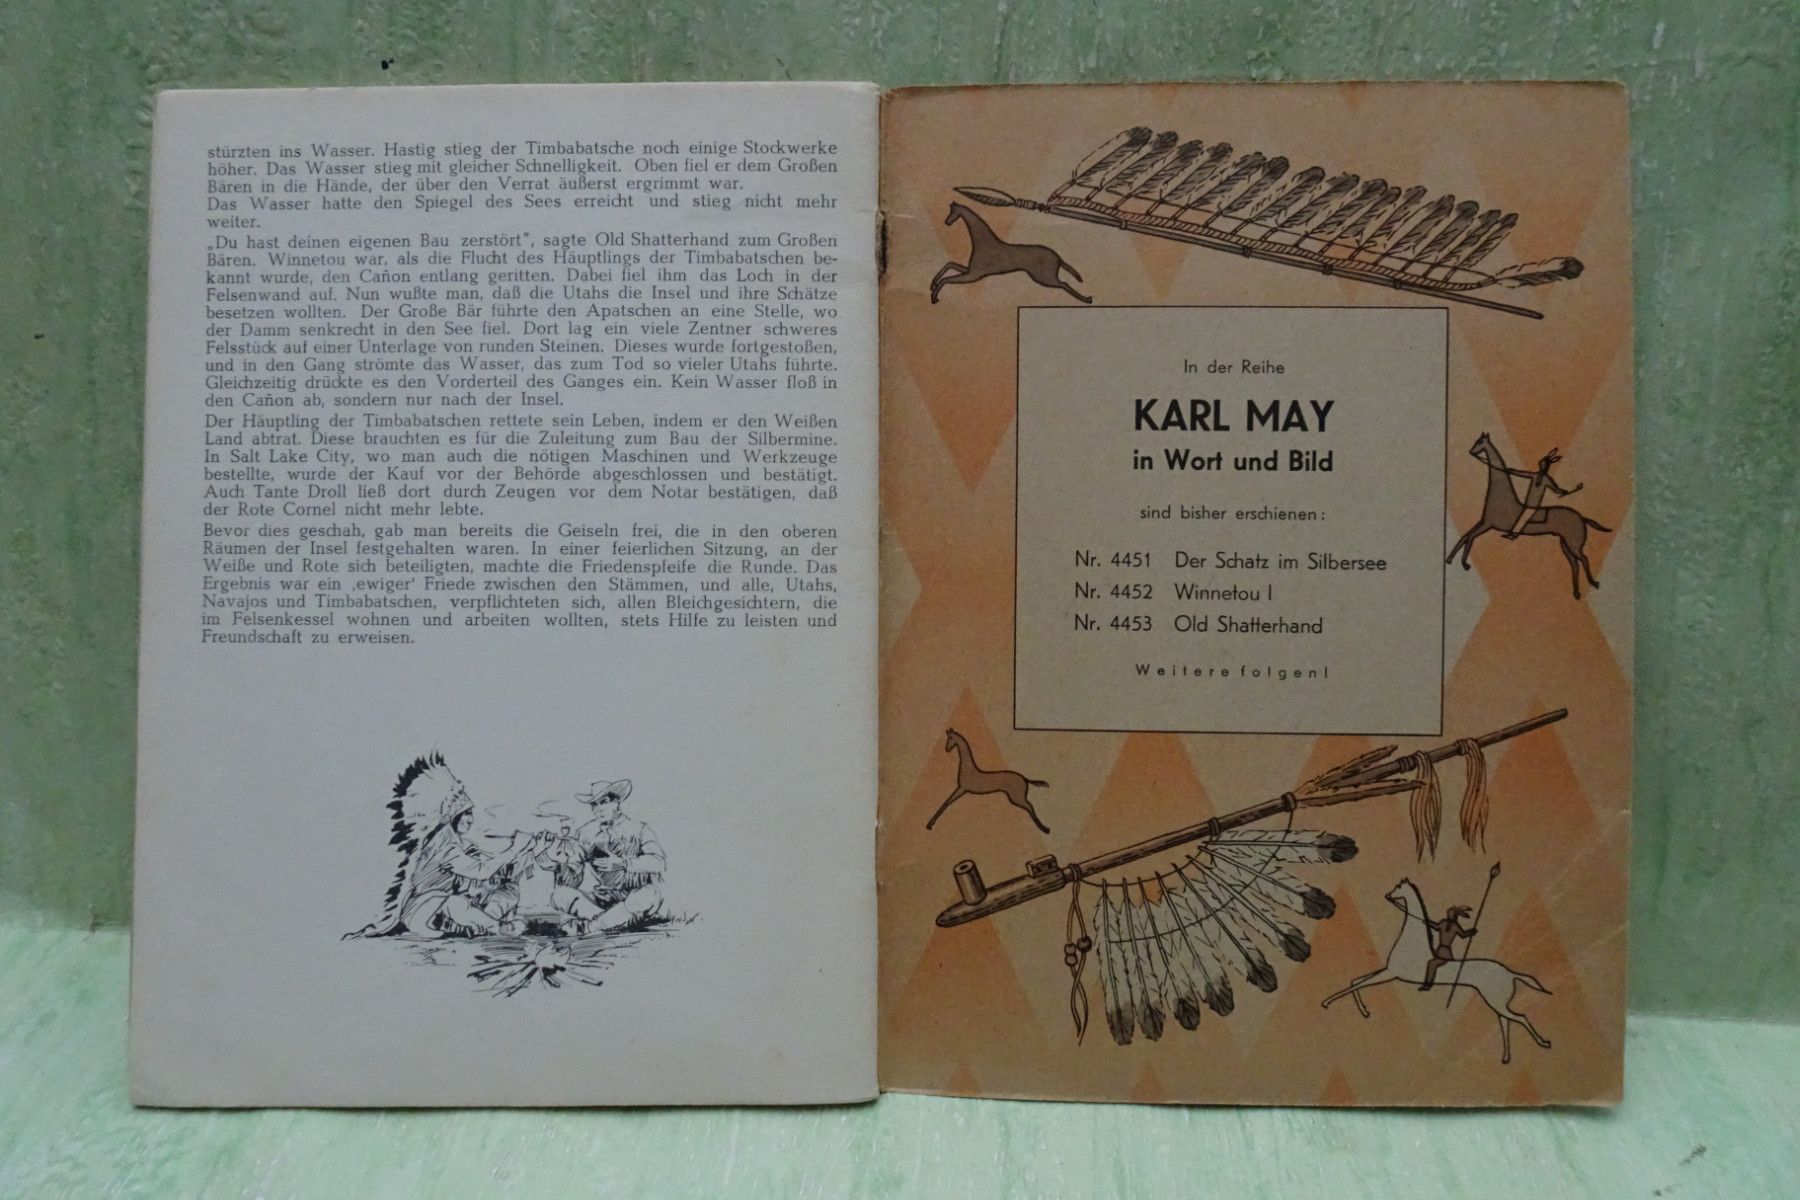 stürzten ins Wasser. Hastig stieg der Timbabatsche noch einige Stockwerke
höher. Das Wasser stieg mit gleicher Schnelligkeit. Oben fiel er dem Großen
Bären in die Hände, der über den Verrat äußerst ergrimmt war.
Das Wasser hatte den Spiegel des Sees erreicht und stieg nicht mehr
weiter.
„Du hast deinen eigenen Bau zerstört", sagte Old Shatterhand zum Großen
Bären. Winnetou war, als die Flucht des Häuptlings der Timbabatschen be-
kannt wurde, den Cañon entlang geritten. Dabei fiel ihm das Loch in der
Felsenwand auf. Nun wußte man, daß die Utahs die Insel und ihre Schätze
besetzen wollten. Der Große Bär führte den Apatschen an eine Stelle, wo
der Damm senkrecht in den See fiel. Dort lag ein viele Zentner schweres
Felsstück auf einer Unterlage von runden Steinen. Dieses wurde fortgestoßen,
und in den Gang strömte das Wasser, das zum Tod so vieler Utahs führte.
Gleichzeitig drückte es den Vorderteil des Ganges ein. Kein Wasser floß in
den Cañon ab, sondern nur nach der Insel.
Der Häuptling der Timbabatschen rettete sein Leben, indem er den Weißen
Land abtrat. Diese brauchten es für die Zuleitung zum Bau der Silbermine.
In Salt Lake City, wo man auch die nötigen Maschinen und Werkzeuge
bestellte, wurde der Kauf vor der Behörde abgeschlossen und bestätigt.
Auch Tante Droll ließ dort durch Zeugen vor dem Notar bestätigen, daß
der Rote Cornel nicht mehr lebte.
Bevor dies geschah, gab man bereits die Geiseln frei, die in den oberen
Räumen der Insel festgehalten waren. In einer feierlichen Sitzung, an der
Weiße und Rote sich beteiligten, machte die Friedenspfeife die Runde. Das
Ergebnis war ein ‚ewiger' Friede zwischen den Stämmen, und alle, Utahs,
Navajos und Timbabatschen, verpflichteten sich, allen Bleichgesichtern, die
im Felsenkessel wohnen und arbeiten wollten, stets Hilfe zu leisten und
Freundschaft zu erweisen.
In der Reihe
KARL MAY
in Wort und Bild
sind bisher erschienen:
Nr. 4451 Der Schatz im Silbersee
Nr. 4452 Winnetou I
Nr. 4453 Old Shatterhand
Weitere folgen!